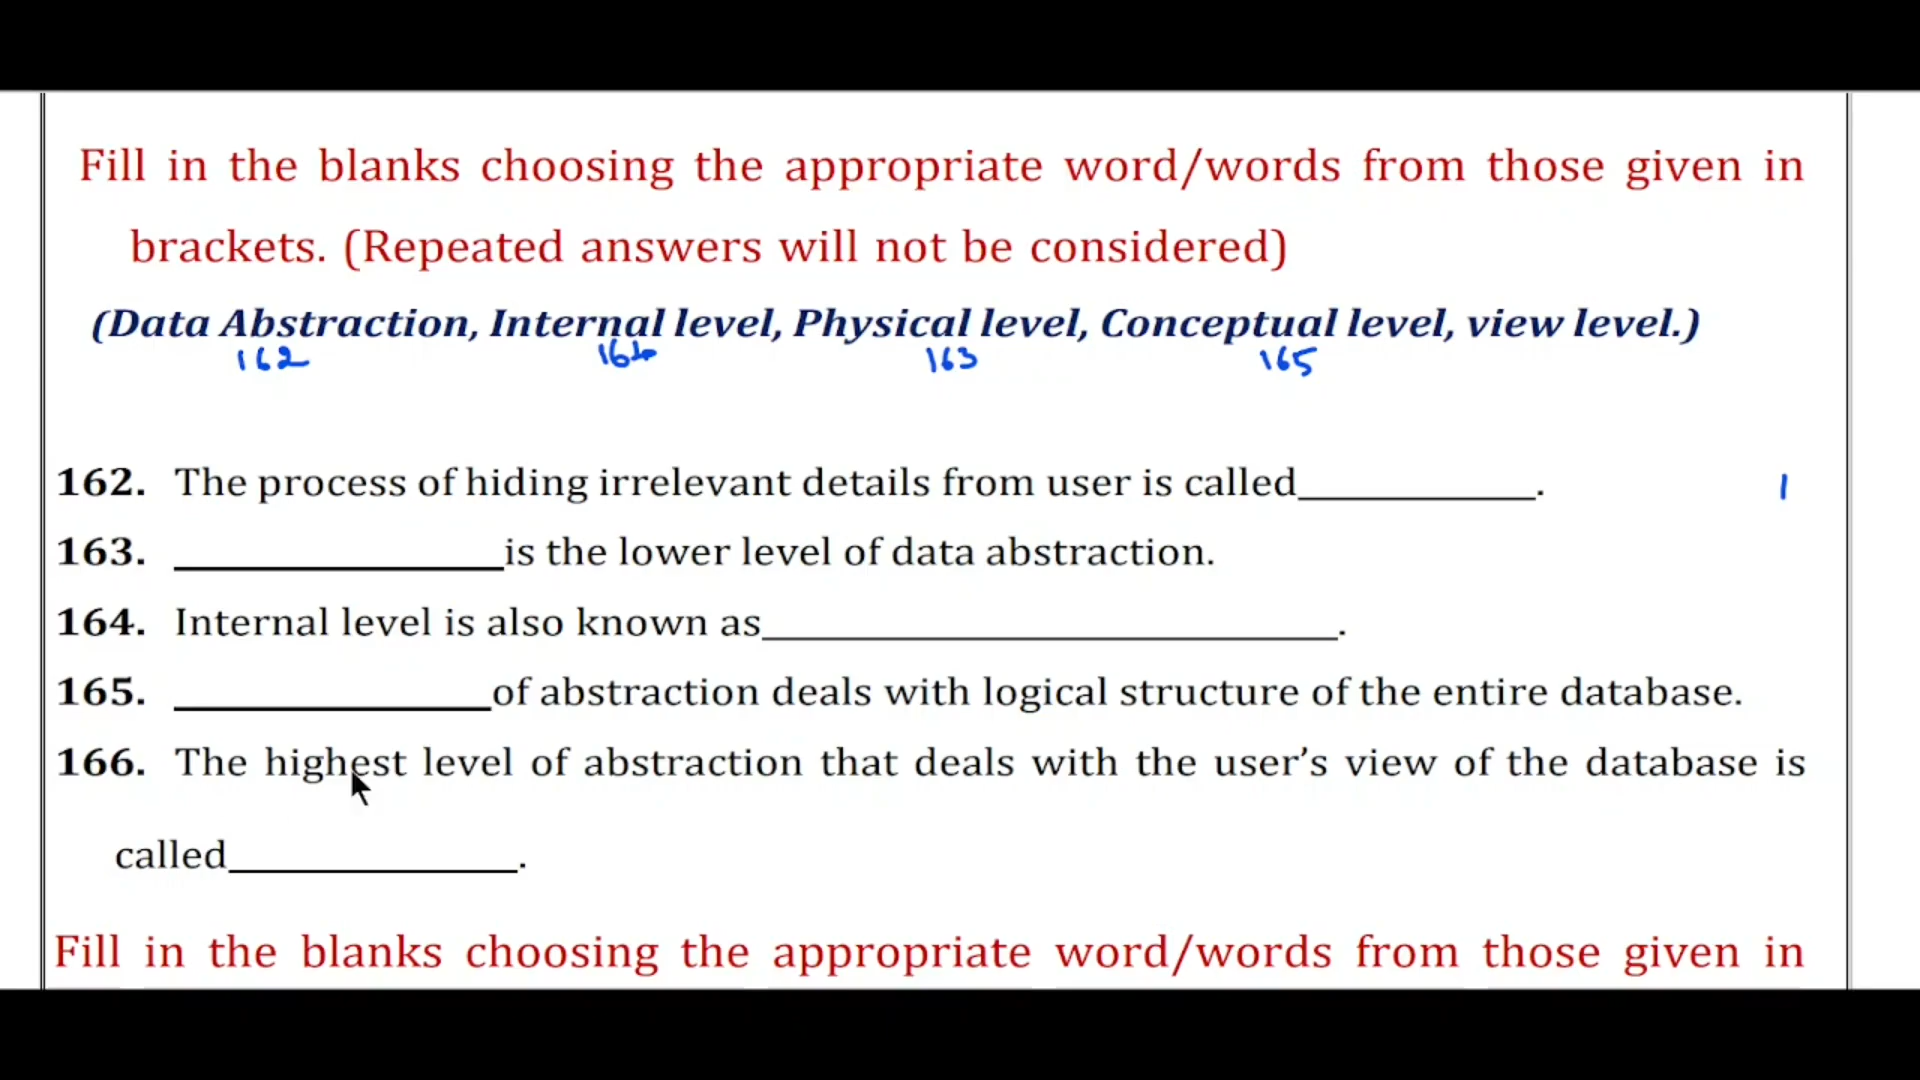 Fill in the blanks choosing the appropriate word/words from those given in
brackets. (Repeated answers will not be considered)
(Data Abstraction, Internal level, Physical level, Conceptual level, view level.)
162 164 163 165
162. The process of hiding irrelevant details from user is called____________. 1
163. ________________is the lower level of data abstraction.
164. Internal level is also known as____________________________.
165. ________________of abstraction deals with logical structure of the entire database.
166. The highest level of abstraction that deals with the user's view of the database is
called______________.
Fill in the blanks choosing the appropriate word/words from those given in